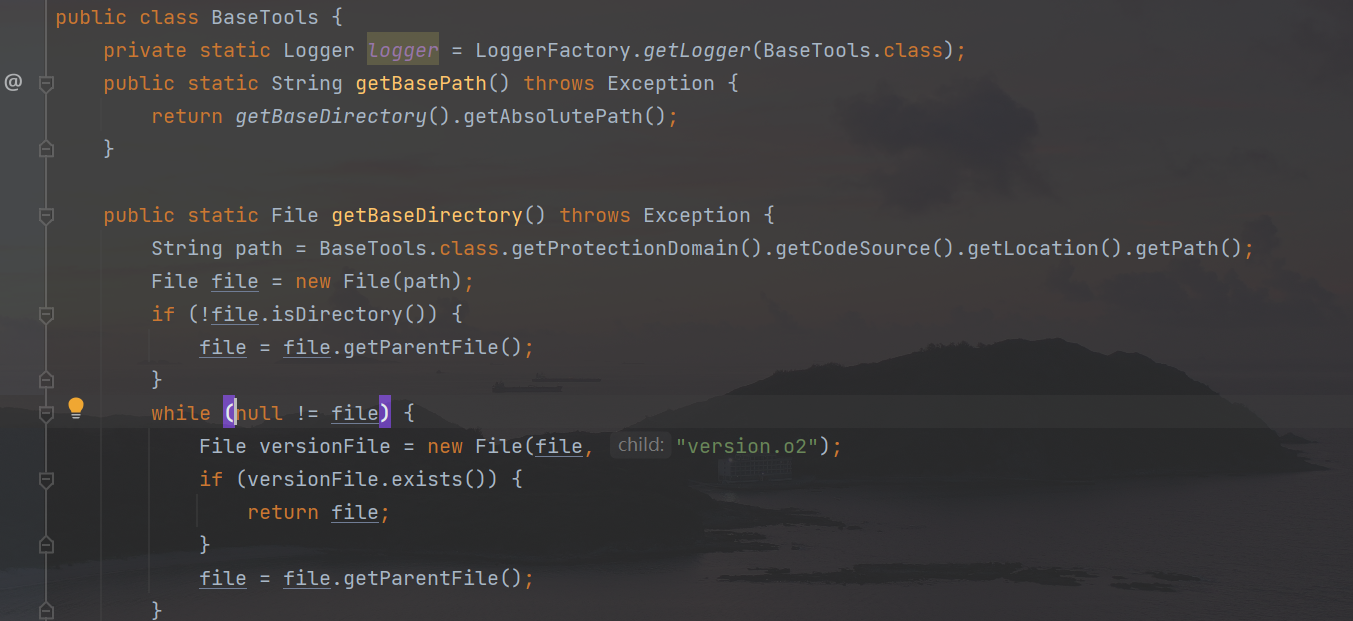 public class BaseTools {
private static Logger logger = LoggerFactory.getLogger(BaseTools.class);
@ public static String getBasePath() throws Exception {
return getBaseDirectory().getAbsolutePath();
}
public static File getBaseDirectory() throws Exception {
String path = BaseTools.class.getProtectionDomain().getCodeSource().getLocation().getPath();
File file = new File(path);
if (!file.isDirectory()) {
file = file.getParentFile();
}
while (null != file) {
File versionFile = new File(file, child: "version.o2");
if (versionFile.exists()) {
return file;
}
file = file.getParentFile();
}